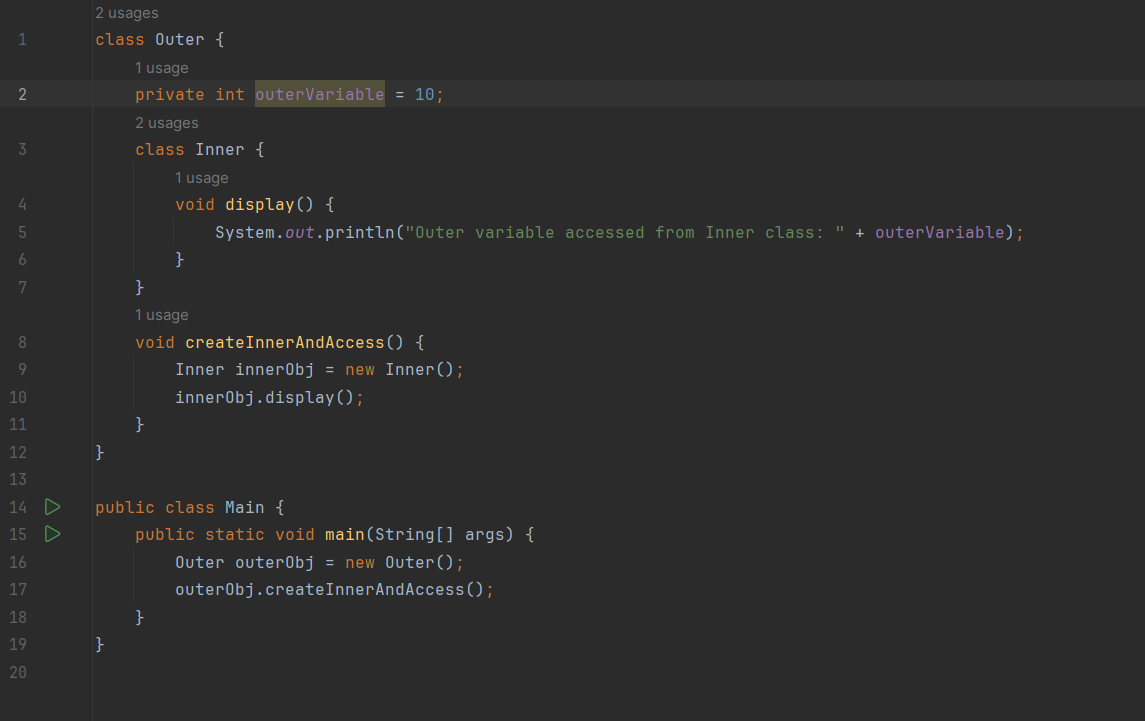 2 usages
1 class Outer {
1 usage
2 private int outerVariable = 10;
2 usages
3 class Inner {
1 usage
4 void display() {
5 System.out.println("Outer variable accessed from Inner class: " + outerVariable);
6 }
7 }
1 usage
8 void createInnerAndAccess() {
9 Inner innerObj = new Inner();
10 innerObj.display();
11 }
12 }
13
14 public class Main {
15 public static void main(String[] args) {
16 Outer outerObj = new Outer();
17 outerObj.createInnerAndAccess();
18 }
19 }
20